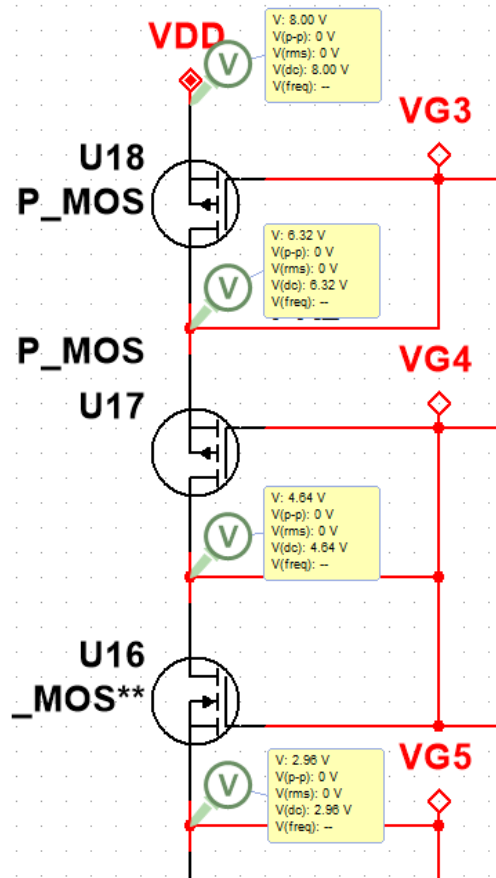 VDD
V: 8.00 V
V(p-p): 0 V
V(rms): 0 V
V(dc): 8.00 V
V(freq): --
V
VG3
U18
P_MOS
V: 6.32 V
V(p-p): 0 V
V(rms): 0 V
V(dc): 6.32 V
V(freq): --
V
P_MOS
U17
VG4
V: 4.64 V
V(p-p): 0 V
V(rms): 0 V
V(dc): 4.64 V
V(freq): --
V
U16
_MOS**
VG5
V: 2.96 V
V(p-p): 0 V
V(rms): 0 V
V(dc): 2.96 V
V(freq): --
V